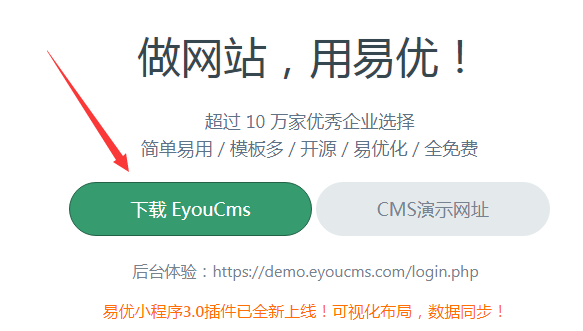 做网站，用易优！
超过 10 万家优秀企业选择
简单易用 / 模板多 / 开源 / 易优化 / 全免费
下载 EyouCms
CMS演示网址
后台体验：https://demo.eyoucms.com/login.php
易优小程序3.0插件已全新上线！可视化布局，数据同步！